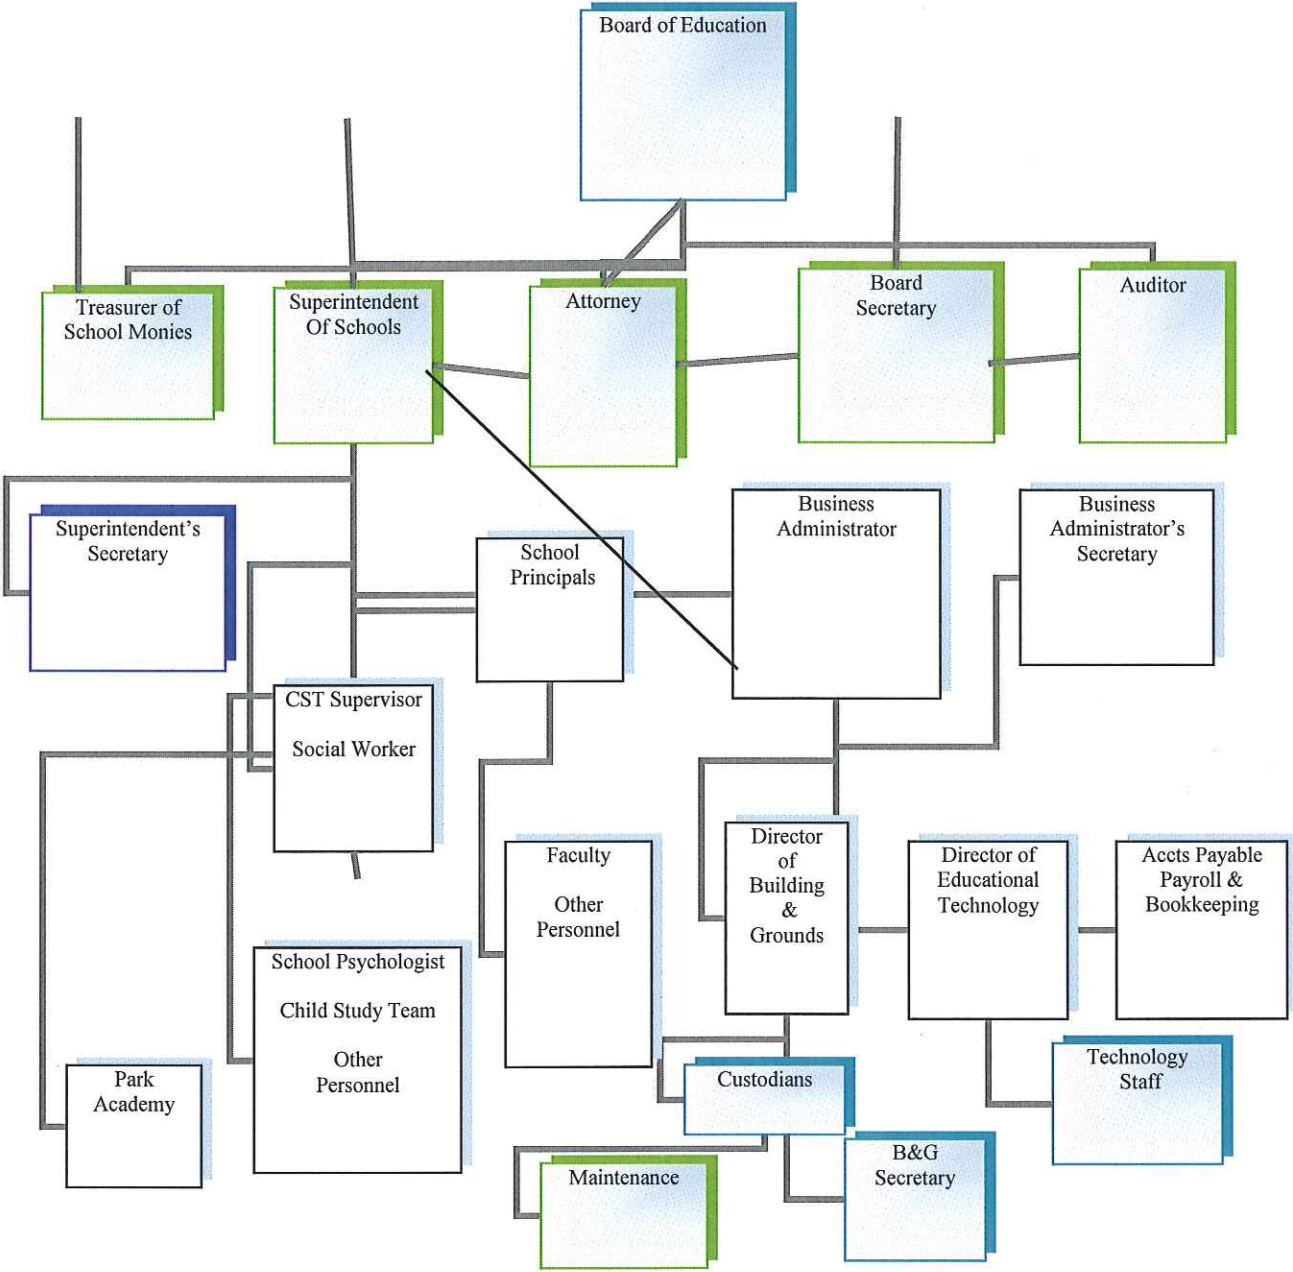 Board of Education
Treasurer of
School Monies
Superintendent
Of Schools
Attorney
Board
Secretary
Auditor
Superintendent's
Secretary
School
Principals
Business
Administrator
Business
Administrator's
Secretary
CST Supervisor
Social Worker
Faculty
Other
Personnel
Director
of
Building
&
Grounds
Director of
Educational
Technology
Accts Payable
Payroll &
Bookkeeping
School Psychologist
Child Study Team
Other
Personnel
Park
Academy
Custodians
Technology
Staff
Maintenance
B&G
Secretary